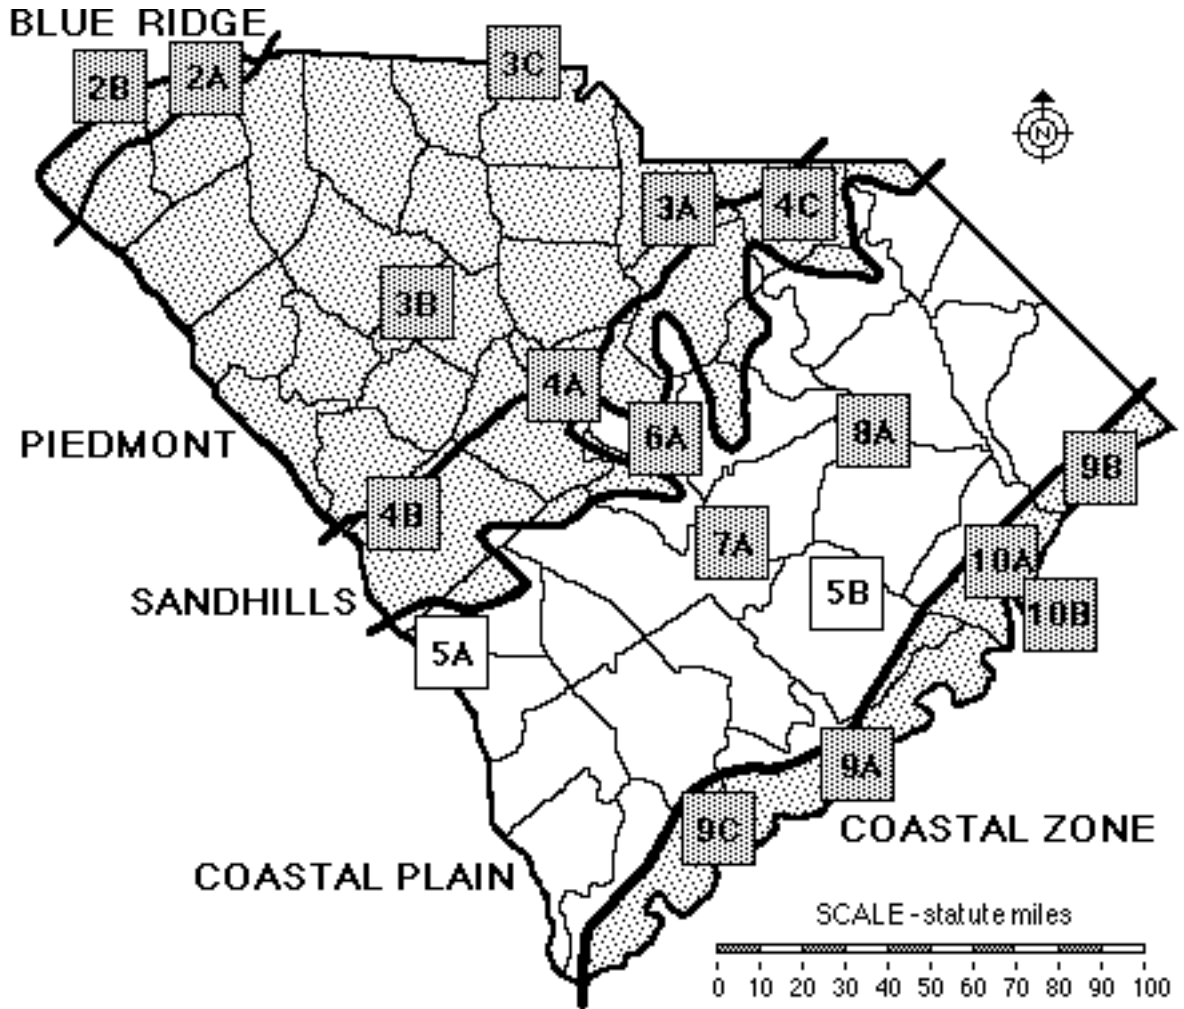 BLUE RIDGE
2B
2A
3C
N
3A
4C
3B
4A
6A
8A
PIEDMONT
9B
4B
7A
10A
5B
SANDHILLS
10B
5A
9A
9C
COASTAL ZONE
COASTAL PLAIN
SCALE - statute miles
0 10 20 30 40 50 60 70 80 90 100